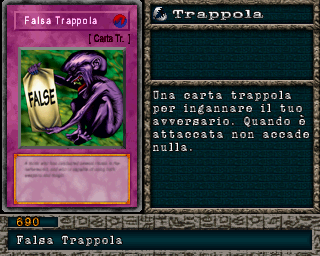 Falsa Trappola
[ Carta Tr. ]
FALSE
Trappola
Una carta trappola
per ingannare il tuo
avversario. Quando è
attaccata non accade
nulla.
690
Falsa Trappola